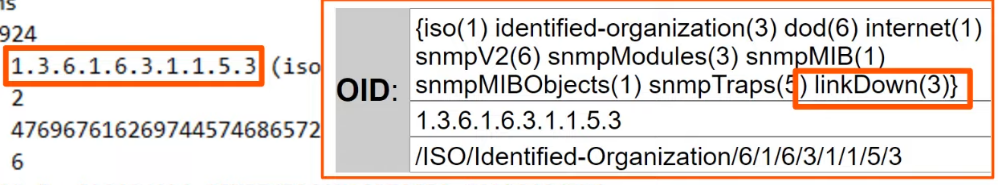 ms
924
1.3.6.1.6.3.1.1.5.3 (iso
2
476967616269744574686572
6
OID:
{iso(1) identified-organization(3) dod(6) internet(1)
snmpV2(6) snmpModules(3) snmpMIB(1)
snmpMIBObjects(1) snmpTraps(5) linkDown(3)}
1.3.6.1.6.3.1.1.5.3
/ISO/Identified-Organization/6/1/6/3/1/1/5/3